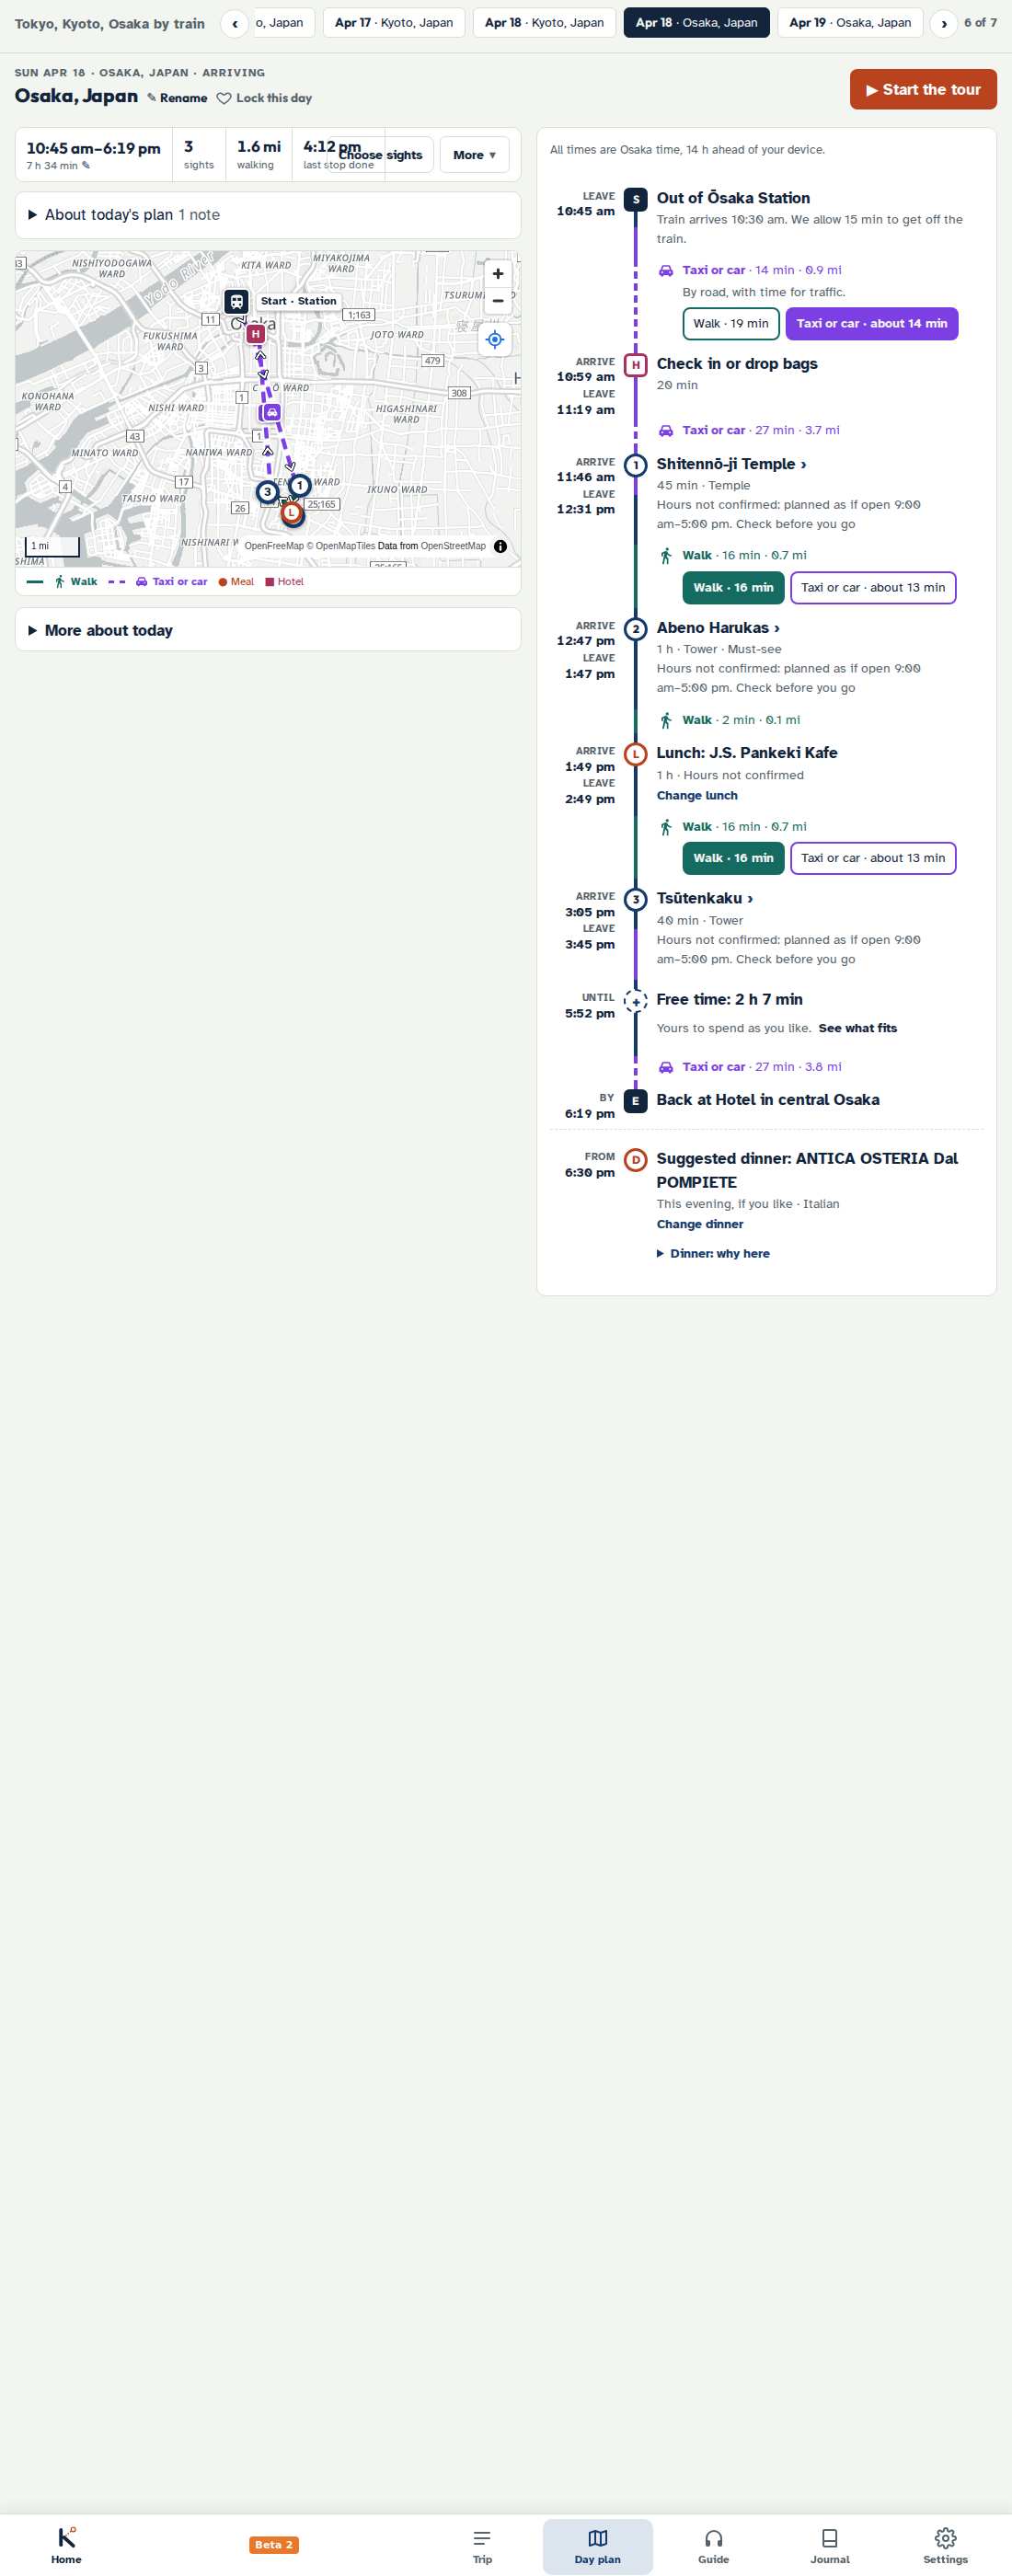 Tokyo, Kyoto, Osaka by train
‹
o, Japan
Apr 17 · Kyoto, Japan
Apr 18 · Kyoto, Japan
Apr 18 · Osaka, Japan
Apr 19 · Osaka, Japan
›
6 of 7
SUN APR 18 · OSAKA, JAPAN · ARRIVING
Osaka, Japan ✎ Rename Lock this day
▶ Start the tour
10:45 am–6:19 pm
7 h 34 min ✎
3
sights
1.6 mi
walking
4:12 pm
last stop done
Choose sights
More ▼
▶ About today's plan 1 note
NISHIYODOGAWA
WARD
Yodo River
KITA WARD
MIYAKOJIMA
WARD
TSURUMI
Start · Station
11
1;163
H
FUKUSHIMA
WARD
JOTO WARD
479
3
308
KONOHANA
WARD
1
NISHI WARD
HIGASHINARI
WARD
43
1
MINATO WARD
NANIWA WARD
17
4
TAISHO WARD
WARD
IKUNO WARD
3
1
26
L
25;165
1 mi
OpenFreeMap © OpenMapTiles Data from OpenStreetMap
SHIMA
Walk
Taxi or car
Meal
Hotel
▶ More about today
All times are Osaka time, 14 h ahead of your device.
LEAVE
10:45 am
S
Out of Ōsaka Station
Train arrives 10:30 am. We allow 15 min to get off the
train.
Taxi or car · 14 min · 0.9 mi
By road, with time for traffic.
Walk · 19 min
Taxi or car · about 14 min
ARRIVE
10:59 am
LEAVE
11:19 am
H
Check in or drop bags
20 min
Taxi or car · 27 min · 3.7 mi
ARRIVE
11:46 am
LEAVE
12:31 pm
1
Shitennō-ji Temple ›
45 min · Temple
Hours not confirmed: planned as if open 9:00
am–5:00 pm. Check before you go
Walk · 16 min · 0.7 mi
Walk · 16 min
Taxi or car · about 13 min
ARRIVE
12:47 pm
LEAVE
1:47 pm
2
Abeno Harukas ›
1 h · Tower · Must-see
Hours not confirmed: planned as if open 9:00
am–5:00 pm. Check before you go
Walk · 2 min · 0.1 mi
ARRIVE
1:49 pm
LEAVE
2:49 pm
L
Lunch: J.S. Pankeki Kafe
1 h · Hours not confirmed
Change lunch
Walk · 16 min · 0.7 mi
Walk · 16 min
Taxi or car · about 13 min
ARRIVE
3:05 pm
LEAVE
3:45 pm
3
Tsūtenkaku ›
40 min · Tower
Hours not confirmed: planned as if open 9:00
am–5:00 pm. Check before you go
UNTIL
5:52 pm
+
Free time: 2 h 7 min
Yours to spend as you like. See what fits
Taxi or car · 27 min · 3.8 mi
BY
6:19 pm
E
Back at Hotel in central Osaka
FROM
6:30 pm
D
Suggested dinner: ANTICA OSTERIA Dal
POMPIETE
This evening, if you like · Italian
Change dinner
▶ Dinner: why here
Home
Beta 2
Trip
Day plan
Guide
Journal
Settings